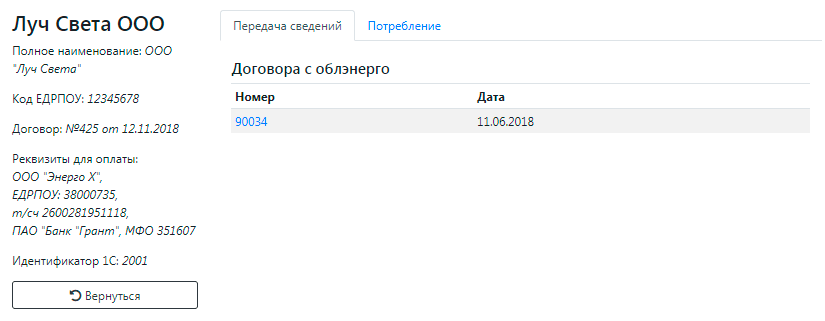 Луч Света ООО
Полное наименование: ООО
"Луч Света"
Код ЕДРПОУ: 12345678
Договор: №425 от 12.11.2018
Реквизиты для оплаты:
ООО "Энерго Х",
ЕДРПОУ: 38000735,
т/сч 2600281951118,
ПАО "Банк "Грант", МФО 351607
Идентификатор 1С: 2001
Вернуться
Передача сведений Потребление
Договора с облэнерго
Номер Дата
90034 11.06.2018